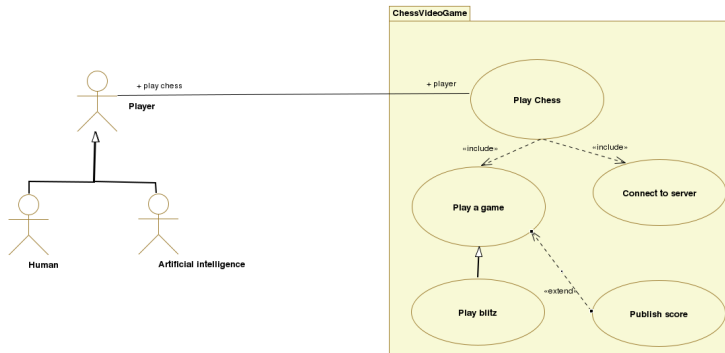 ChessVideoGame
+ play chess
+ player
Player
Play Chess
«include»
«include»
Play a game
Connect to server
Human
Artificial intelligence
«extend»
Play blitz
Publish score